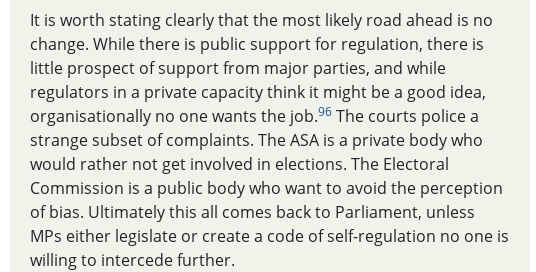 It is worth stating clearly that the most likely road ahead is no
change. While there is public support for regulation, there is
little prospect of support from major parties, and while
regulators in a private capacity think it might be a good idea,
organisationally no one wants the job.96 The courts police a
strange subset of complaints. The ASA is a private body who
would rather not get involved in elections. The Electoral
Commission is a public body who want to avoid the perception
of bias. Ultimately this all comes back to Parliament, unless
MPs either legislate or create a code of self-regulation no one is
willing to intercede further.